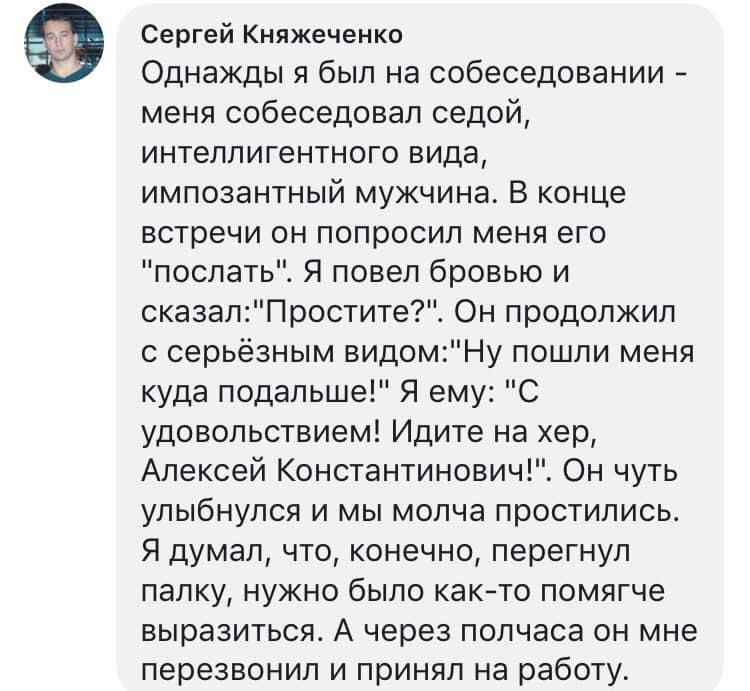 Сергей Княжеченко
Однажды я был на собеседовании -
меня собеседовал седой,
интеллигентного вида,
импозантный мужчина. В конце
встречи он попросил меня его
"послать". Я повел бровью и
сказал:"Простите?". Он продолжил
с серьёзным видом:"Ну пошли меня
куда подальше!" Я ему: "С
удовольствием! Идите на хер,
Алексей Константинович!". Он чуть
улыбнулся и мы молча простились.
Я думал, что, конечно, перегнул
палку, нужно было как-то помягче
выразиться. А через полчаса он мне
перезвонил и принял на работу.